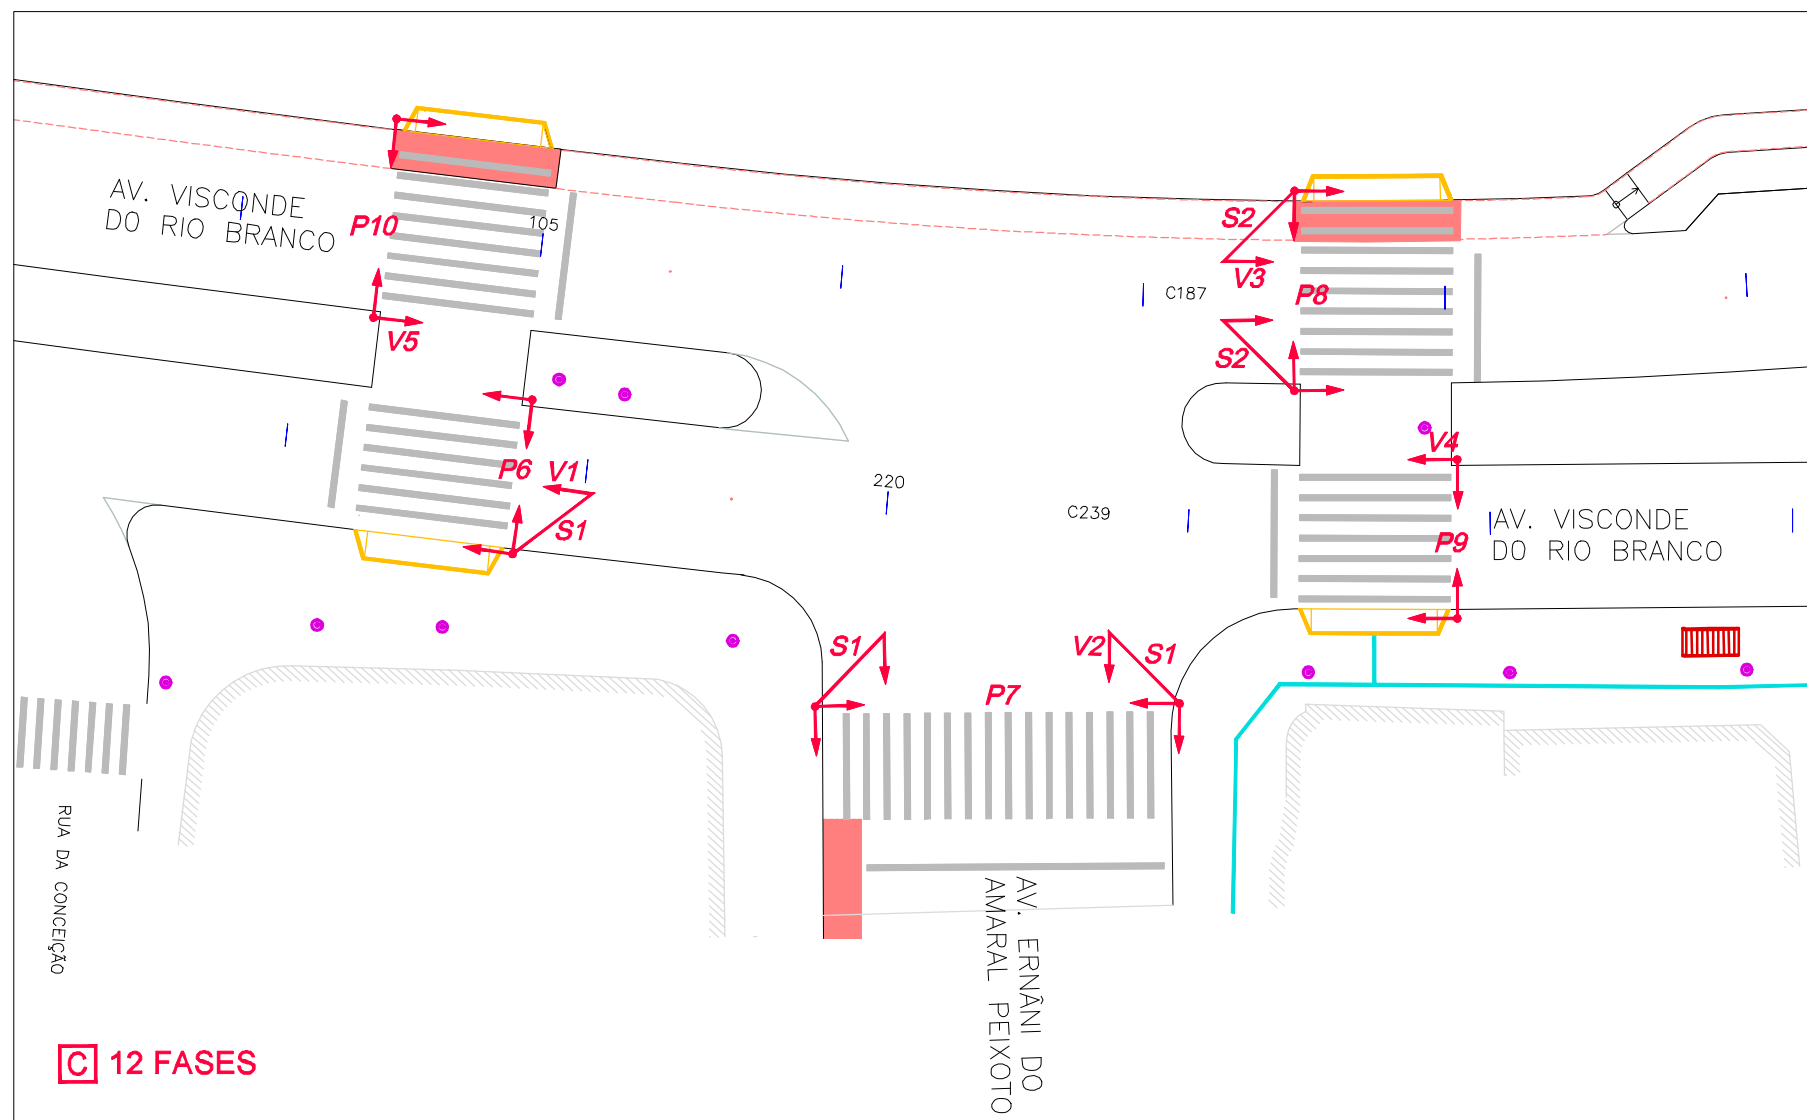 AV. VISCONDE
DO RIO BRANCO
P10
105
S2
V3
C187
P8
V5
S2
V4
P6
V1
220
C239
S1
AV. VISCONDE
DO RIO BRANCO
P9
S1
V2
S1
P7
RUA DA CONCEIÇÃO
AV. ERNÂNI DO
AMARAL PEIXOTO
C 12 FASES